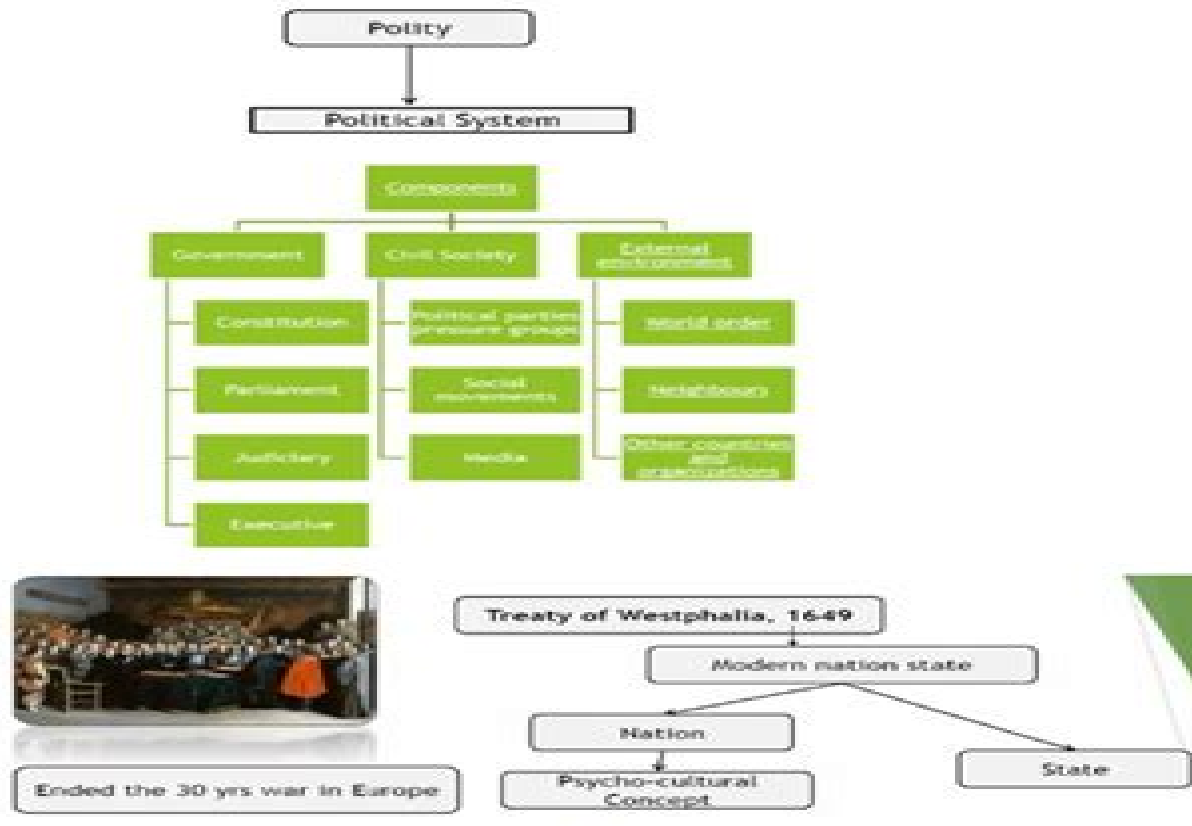 Polity
Political System
Components
Government
Civil Society
External
environment
Constitution
Political parties
pressure groups
World order
Parliament
Social
movements
Neighbours
Judiciary
Media
Other countries
and
organizations
Executive
Treaty of Westphalia, 1649
Modern nation state
Nation
State
Psycho-cultural
Concept
Ended the 30 yrs war in Europe